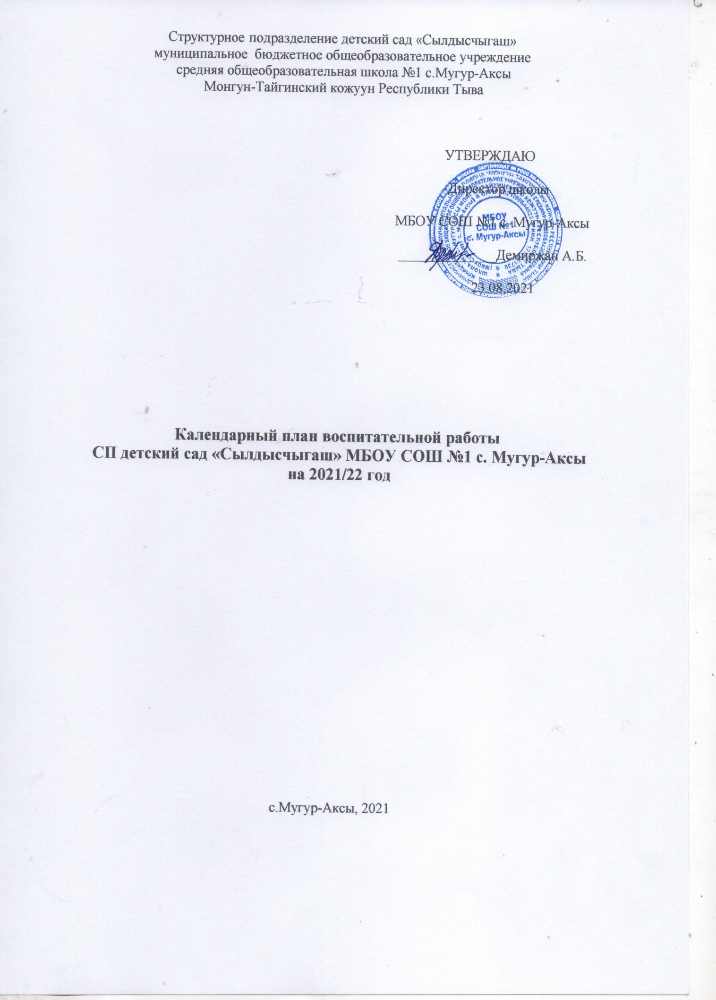 Структурное подразделение детский сад «Сылдысчыгаш»
муниципальное бюджетное общеобразовательное учреждение
средняя общеобразовательная школа №1 с.Мугур-Аксы
Монгун-Тайгинский кожуун Республики Тыва
УТВЕРЖДАЮ
Директор школы
МБОУ СОШ №1 с. Мугур-Аксы
МБОУ
СОШ №1
с. Мугур-Аксы
Демиржан А.Б.
23.08.2021
Календарный план воспитательной работы
СП детский сад «Сылдысчыгаш» МБОУ СОШ №1 с. Мугур-Аксы
на 2021/22 год
с.Мугур-Аксы, 2021